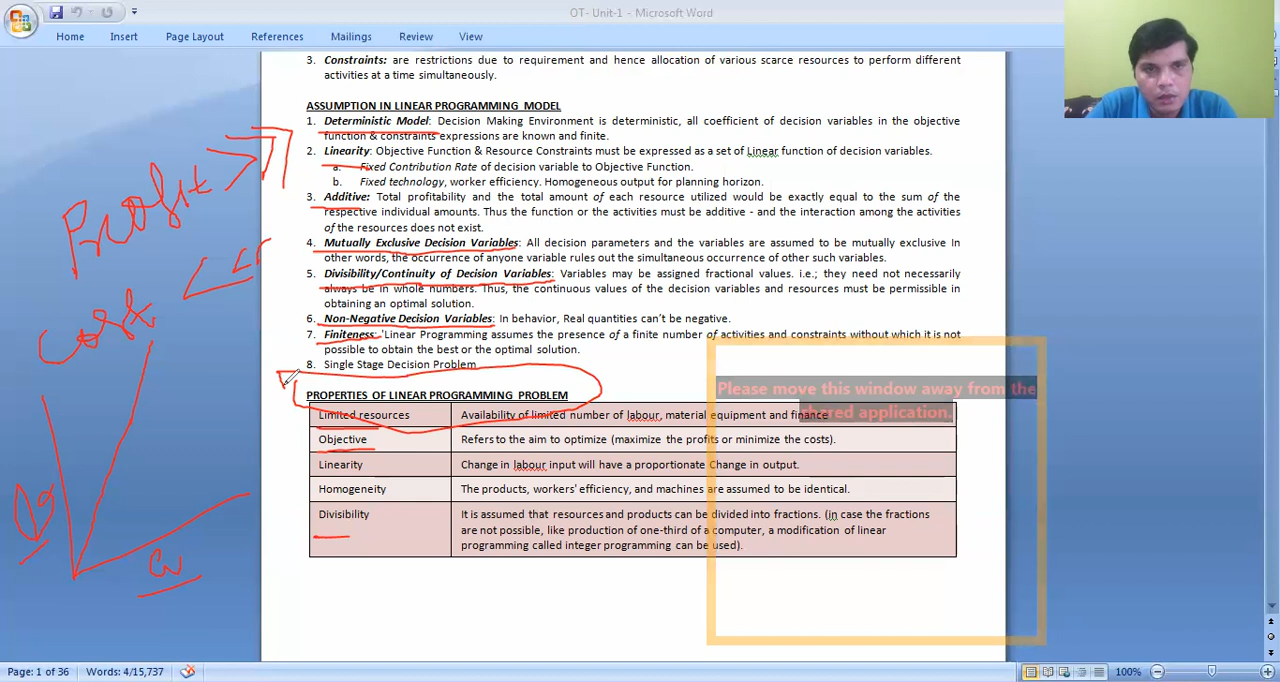 OT- Unit-1 - Microsoft Word
Home Insert Page Layout References Mailings Review View
3. Constraints: are restrictions due to requirement and hence allocation of various scarce resources to perform different
activities at a time simultaneously.
ASSUMPTION IN LINEAR PROGRAMMING MODEL
1. Deterministic Model: Decision Making Environment is deterministic, all coefficient of decision variables in the objective
function & constraints expressions are known and finite.
2. Linearity: Objective Function & Resource Constraints must be expressed as a set of Linear function of decision variables.
a. Fixed Contribution Rate of decision variable to Objective Function.
b. Fixed technology, worker efficiency. Homogeneous output for planning horizon.
3. Additive: Total profitability and the total amount of each resource utilized would be exactly equal to the sum of the
respective individual amounts. Thus the function or the activities must be additive - and the interaction among the activities
of the resources does not exist.
4. Mutually Exclusive Decision Variables: All decision parameters and the variables are assumed to be mutually exclusive In
other words, the occurrence of anyone variable rules out the simultaneous occurrence of other such variables.
5. Divisibility/Continuity of Decision Variables: Variables may be assigned fractional values. i.e.; they need not necessarily
always be in whole numbers. Thus, the continuous values of the decision variables and resources must be permissible in
obtaining an optimal solution.
6. Non-Negative Decision Variables: In behavior, Real quantities can't be negative.
7. Finiteness: 'Linear Programming assumes the presence of a finite number of activities and constraints without which it is not
possible to obtain the best or the optimal solution.
8. Single Stage Decision Problem
PROPERTIES OF LINEAR PROGRAMMING PROBLEM
Limited resources Availability of limited number of labour, material equipment and finance
Objective Refers to the aim to optimize (maximize the profits or minimize the costs).
Linearity Change in labour input will have a proportionate Change in output.
Homogeneity The products, workers' efficiency, and machines are assumed to be identical.
Divisibility It is assumed that resources and products can be divided into fractions. (in case the fractions
are not possible, like production of one-third of a computer, a modification of linear
programming called integer programming can be used).
Please move this window away from the
shared application.
Profit
Cost
Page: 1 of 36 Words: 4/15,737 100%